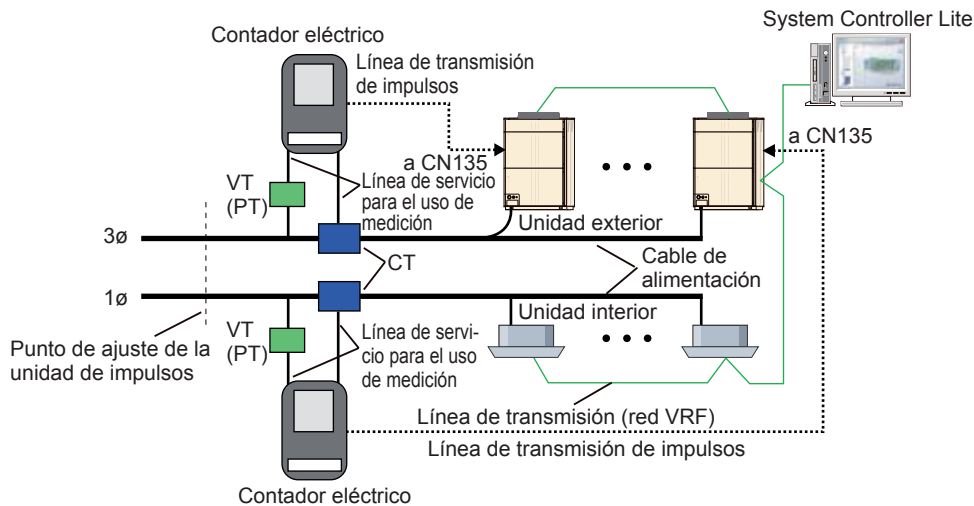 System Controller Lite
Contador eléctrico
Línea de transmisión
de impulsos
a CN135
a CN135
VT
(PT)
Línea de servicio
para el uso de
medición
Unidad exterior
3ø
CT
Cable de
alimentación
1ø
Unidad interior
VT
(PT)
Línea de servi-
cio para el uso
de medición
Punto de ajuste de la
unidad de impulsos
Línea de transmisión (red VRF)
Línea de transmisión de impulsos
Contador eléctrico